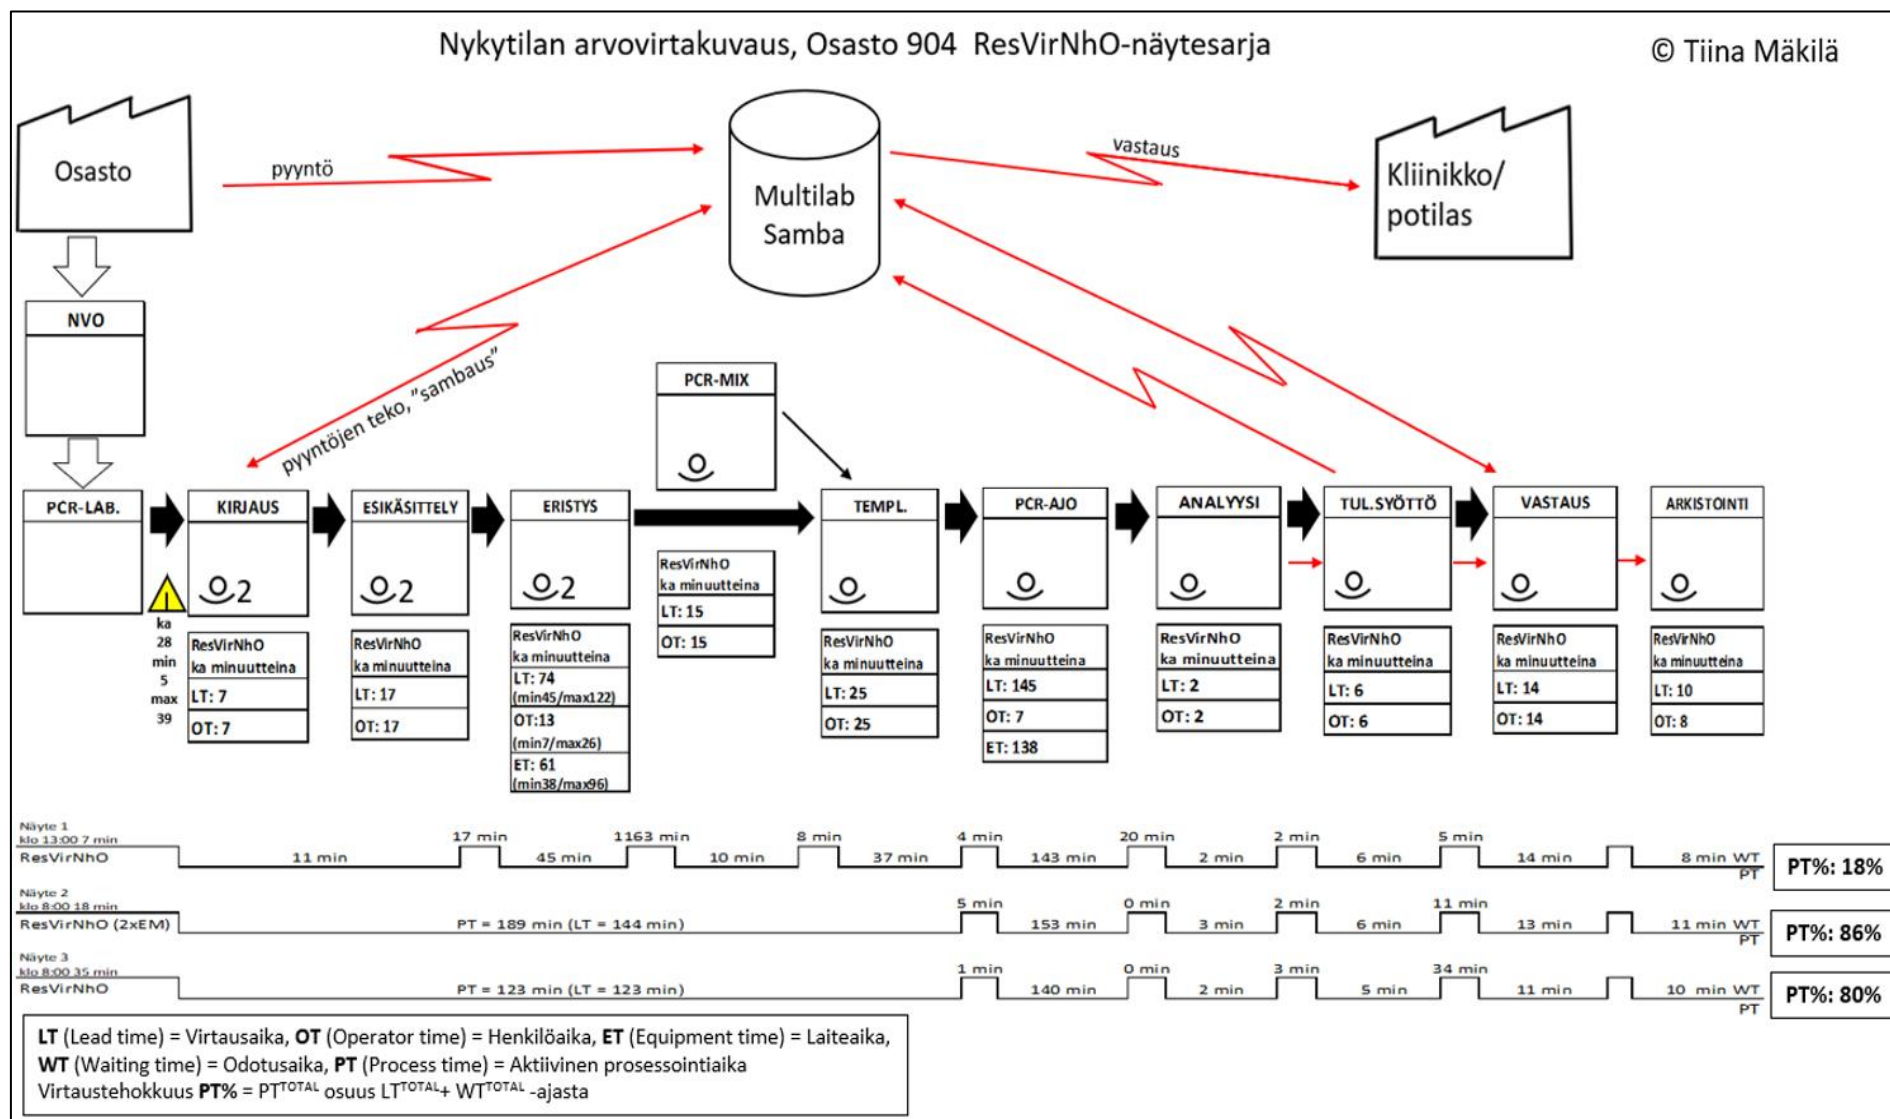 Nykytilan arvovirtakuvaus, Osasto 904 ResVirNhO-näytesarja
© Tiina Mäkilä
Osasto
pyyntö
Multilab
Samba
vastaus
Kliinikko/
potilas
NVO
pyyntöjen teko, ”sambaus”
PCR-MIX
PCR-LAB.
KIRJAUS
2
ESIKÄSITTELY
2
ERISTYS
2
TEMPL.
PCR-AJO
ANALYYSI
TUL.SYÖTTÖ
VASTAUS
ARKISTOINTI
ka
28
min
5
max
39
ResVirNhO
ka minuutteina
LT: 7
OT: 7
ResVirNhO
ka minuutteina
LT: 17
OT: 17
ResVirNhO
ka minuutteina
LT: 74
(min45/max122)
OT:13
(min7/max26)
ET: 61
(min38/max96)
ResVirNhO
ka minuutteina
LT: 15
OT: 15
ResVirNhO
ka minuutteina
LT: 25
OT: 25
ResVirNhO
ka minuutteina
LT: 145
OT: 7
ET: 138
ResVirNhO
ka minuutteina
LT: 2
OT: 2
ResVirNhO
ka minuutteina
LT: 6
OT: 6
ResVirNhO
ka minuutteina
LT: 14
OT: 14
ResVirNhO
ka minuutteina
LT: 10
OT: 8
Näyte 1
klo 13:00 7 min 17 min 1163 min 8 min 4 min 20 min 2 min 5 min
ResVirNhO 11 min 45 min 10 min 37 min 143 min 2 min 6 min 14 min 8 min WT
PT
PT%: 18%
Näyte 2
klo 8:00 18 min 5 min 0 min 2 min 11 min
ResVirNhO (2xEM) PT = 189 min (LT = 144 min) 153 min 3 min 6 min 13 min 11 min WT
PT
PT%: 86%
Näyte 3
klo 8:00 35 min 1 min 0 min 3 min 34 min
ResVirNhO PT = 123 min (LT = 123 min) 140 min 2 min 5 min 11 min 10 min WT
PT
PT%: 80%
LT (Lead time) = Virtausaika, OT (Operator time) = Henkilöaika, ET (Equipment time) = Laiteaika,
WT (Waiting time) = Odotusaika, PT (Process time) = Aktiivinen prosessointiaika
Virtaustehokkuus PT% = PTTOTAL osuus LTTOTAL+ WTTOTAL -ajasta